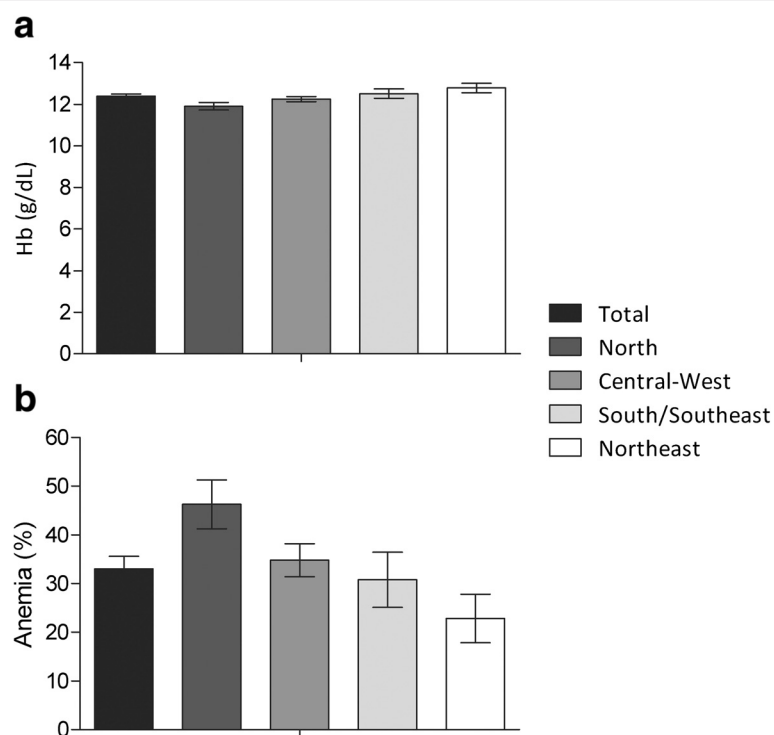 a
14
12
10
8
6
4
2
0
Hb (g/dL)
Total
North
Central-West
South/Southeast
Northeast
b
60
50
40
30
20
10
0
Anemia (%)